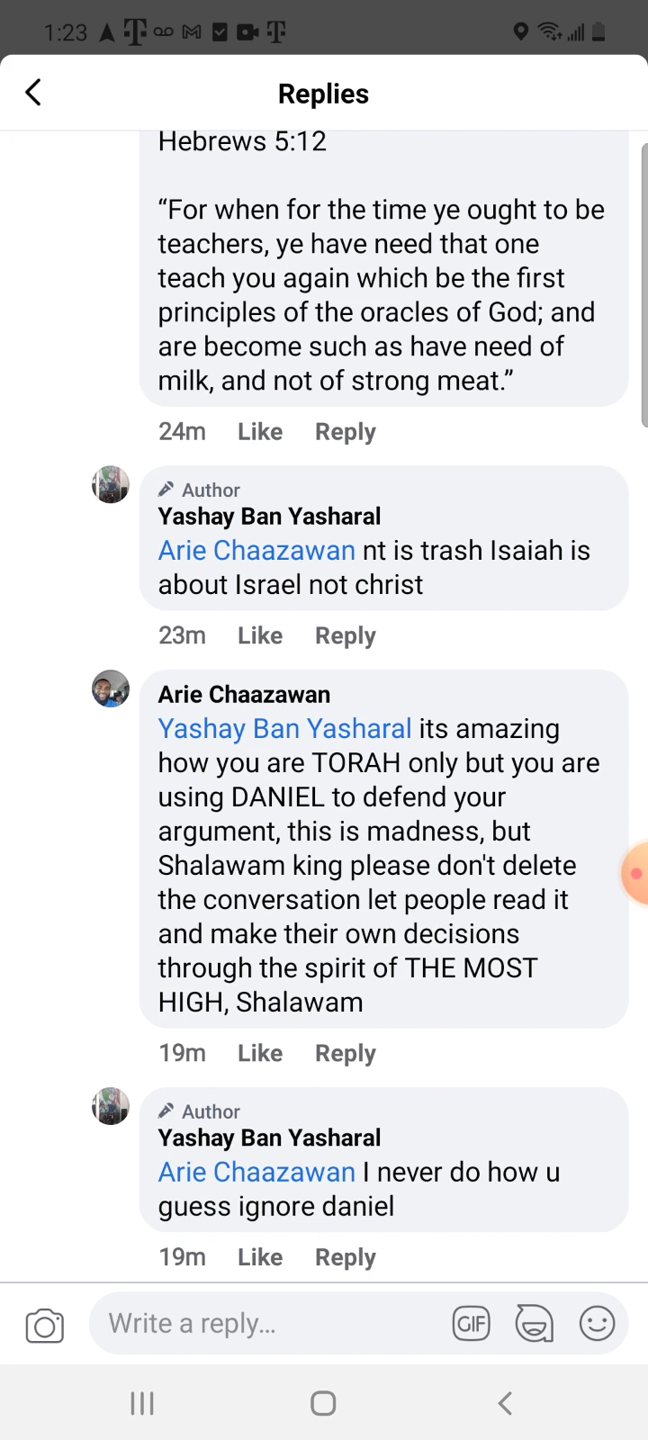 1:23
Replies
Hebrews 5:12
“For when for the time ye ought to be
teachers, ye have need that one
teach you again which be the first
principles of the oracles of God; and
are become such as have need of
milk, and not of strong meat.”
24m Like Reply
Author
Yashay Ban Yasharal
Arie Chaazawan nt is trash Isaiah is
about Israel not christ
23m Like Reply
Arie Chaazawan
Yashay Ban Yasharal its amazing
how you are TORAH only but you are
using DANIEL to defend your
argument, this is madness, but
Shalawam king please don't delete
the conversation let people read it
and make their own decisions
through the spirit of THE MOST
HIGH, Shalawam
19m Like Reply
Author
Yashay Ban Yasharal
Arie Chaazawan I never do how u
guess ignore daniel
19m Like Reply
Write a reply... GIF